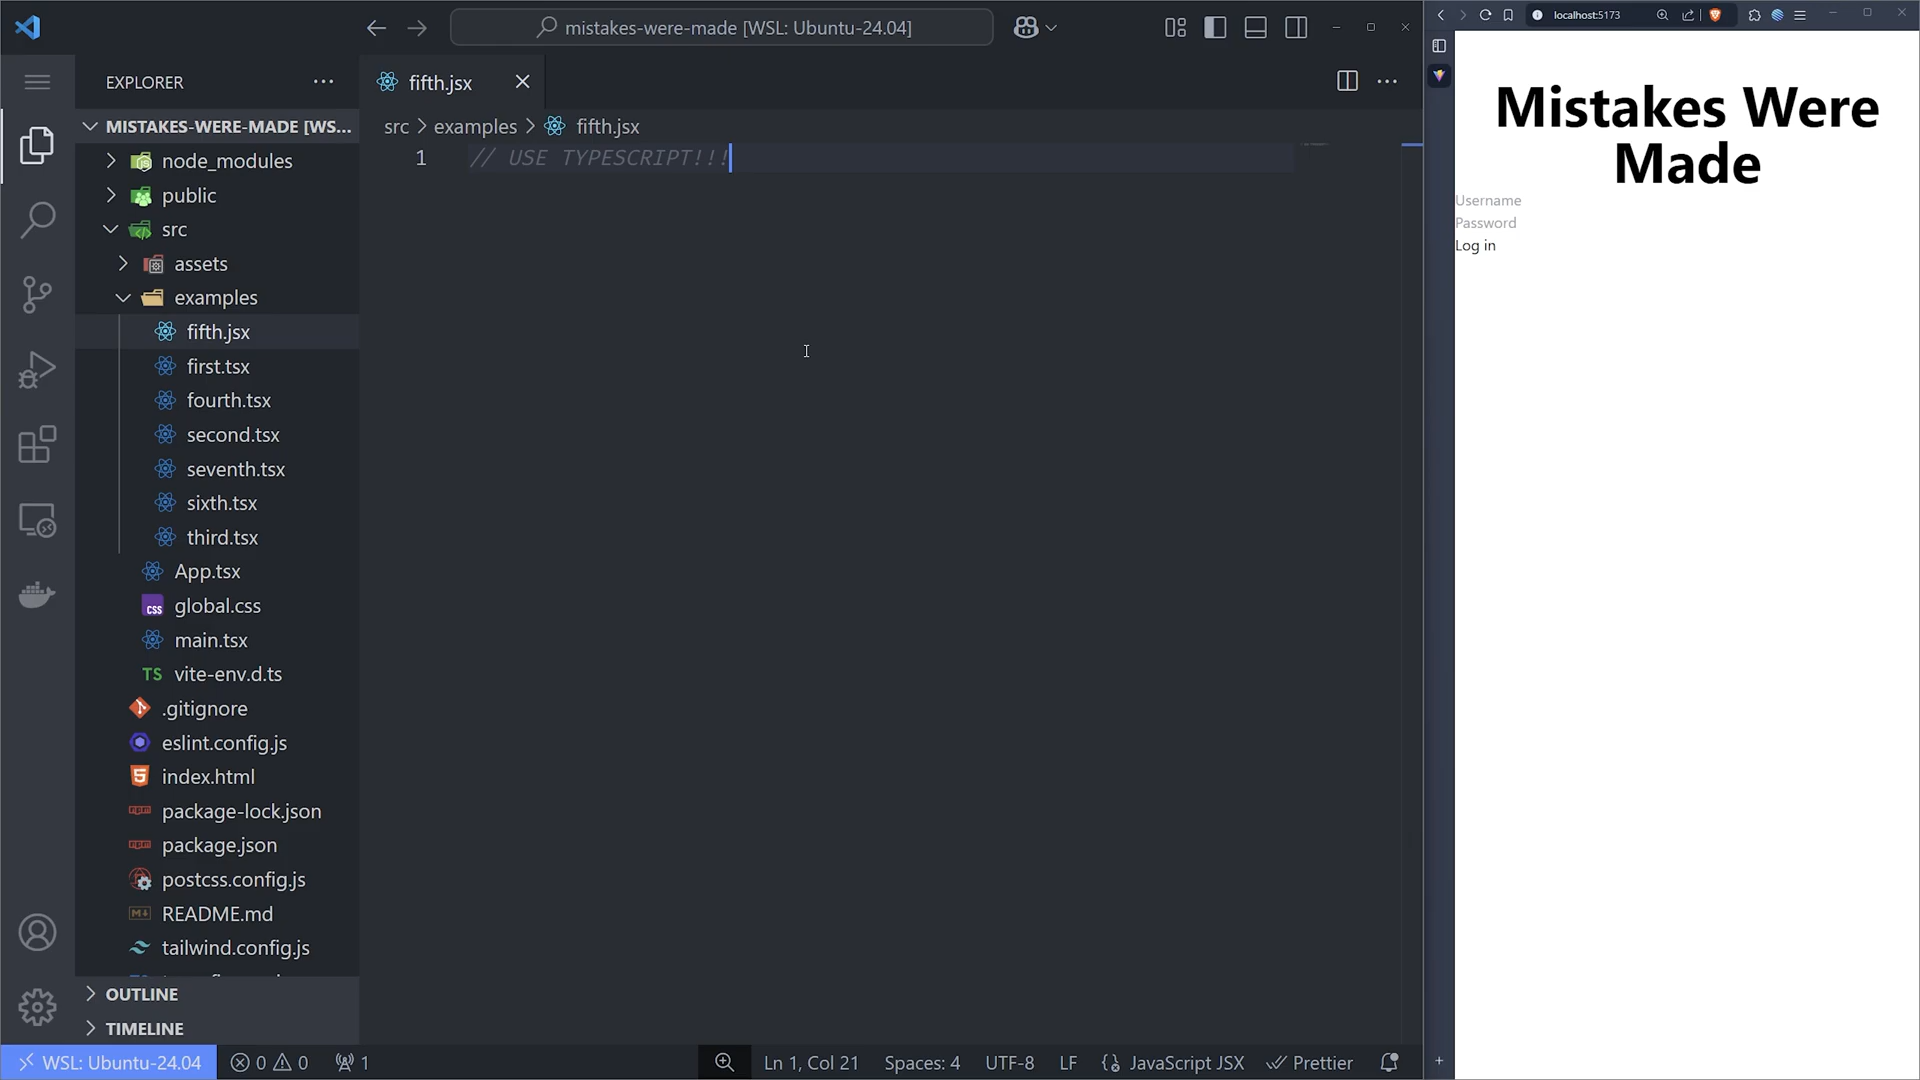 mistakes-were-made [WSL: Ubuntu-24.04]
EXPLORER
MISTAKES-WERE-MADE [WS...
node_modules
public
src
assets
examples
fifth.jsx
first.tsx
fourth.tsx
second.tsx
seventh.tsx
sixth.tsx
third.tsx
App.tsx
CSS global.css
main.tsx
TS vite-env.d.ts
.gitignore
eslint.config.js
index.html
package-lock.json
package.json
postcss.config.js
README.md
tailwind.config.js
OUTLINE
TIMELINE
fifth.jsx
src > examples > fifth.jsx
1 // USE TYPESCRIPT!!!
WSL: Ubuntu-24.04 0 0 1 Ln 1, Col 21 Spaces: 4 UTF-8 LF JavaScript JSX Prettier
localhost:5173
Mistakes Were
Made
Username
Password
Log in